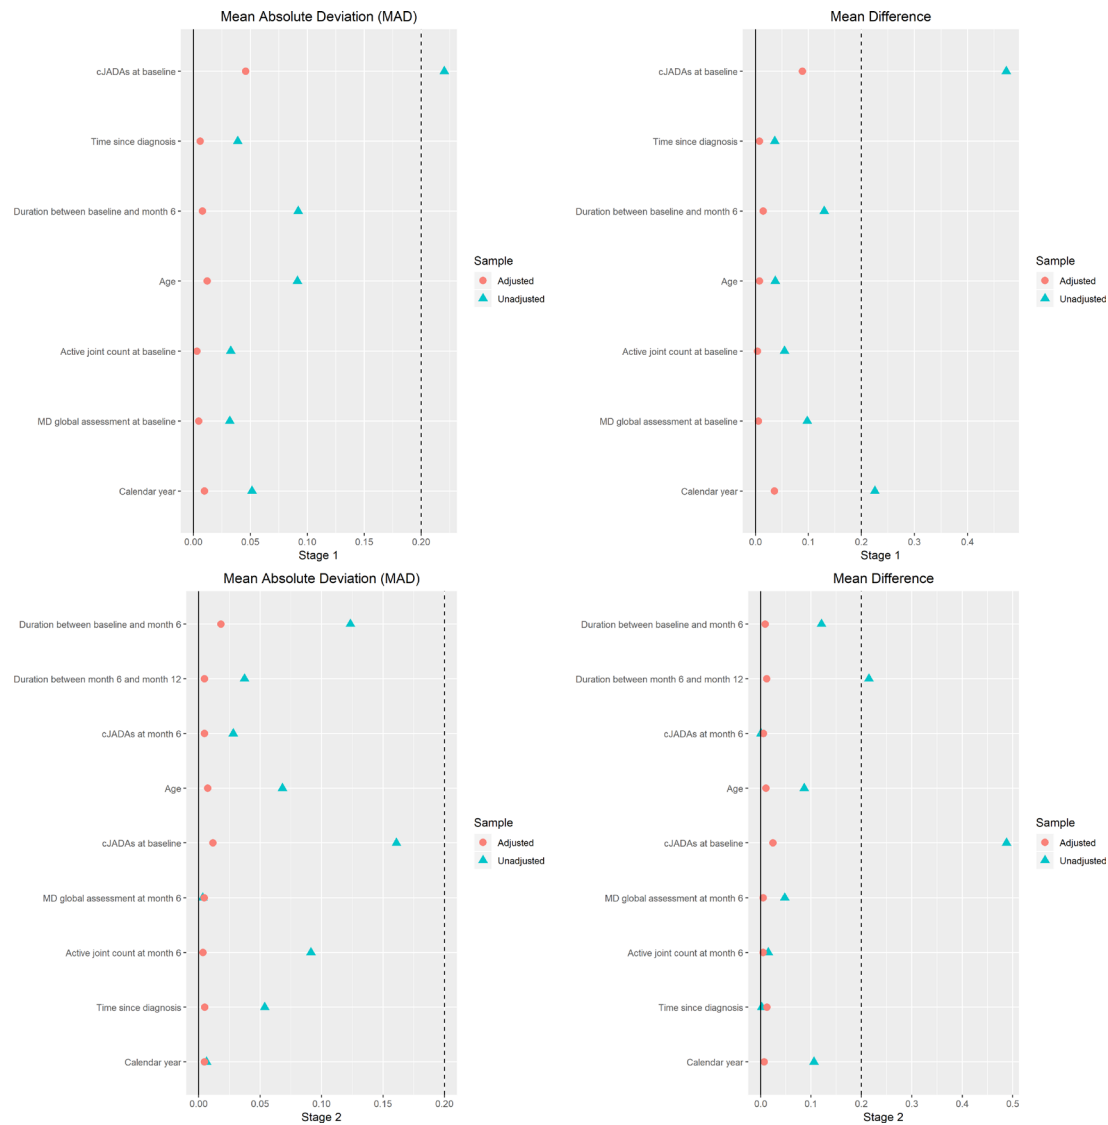 Mean Absolute Deviation (MAD)
cJADAs at baseline
Time since diagnosis
Duration between baseline and month 6
Age
Active joint count at baseline
MD global assessment at baseline
Calendar year
0.00 0.05 0.10 0.15 0.20
Stage 1
Sample
Adjusted
Unadjusted
Mean Difference
cJADAs at baseline
Time since diagnosis
Duration between baseline and month 6
Age
Active joint count at baseline
MD global assessment at baseline
Calendar year
0.0 0.1 0.2 0.3 0.4
Stage 1
Sample
Adjusted
Unadjusted
Mean Absolute Deviation (MAD)
Duration between baseline and month 6
Duration between month 6 and month 12
cJADAs at month 6
Age
cJADAs at baseline
MD global assessment at month 6
Active joint count at month 6
Time since diagnosis
Calendar year
0.00 0.05 0.10 0.15 0.20
Stage 2
Sample
Adjusted
Unadjusted
Mean Difference
Duration between baseline and month 6
Duration between month 6 and month 12
cJADAs at month 6
Age
cJADAs at baseline
MD global assessment at month 6
Active joint count at month 6
Time since diagnosis
Calendar year
0.0 0.1 0.2 0.3 0.4 0.5
Stage 2
Sample
Adjusted
Unadjusted